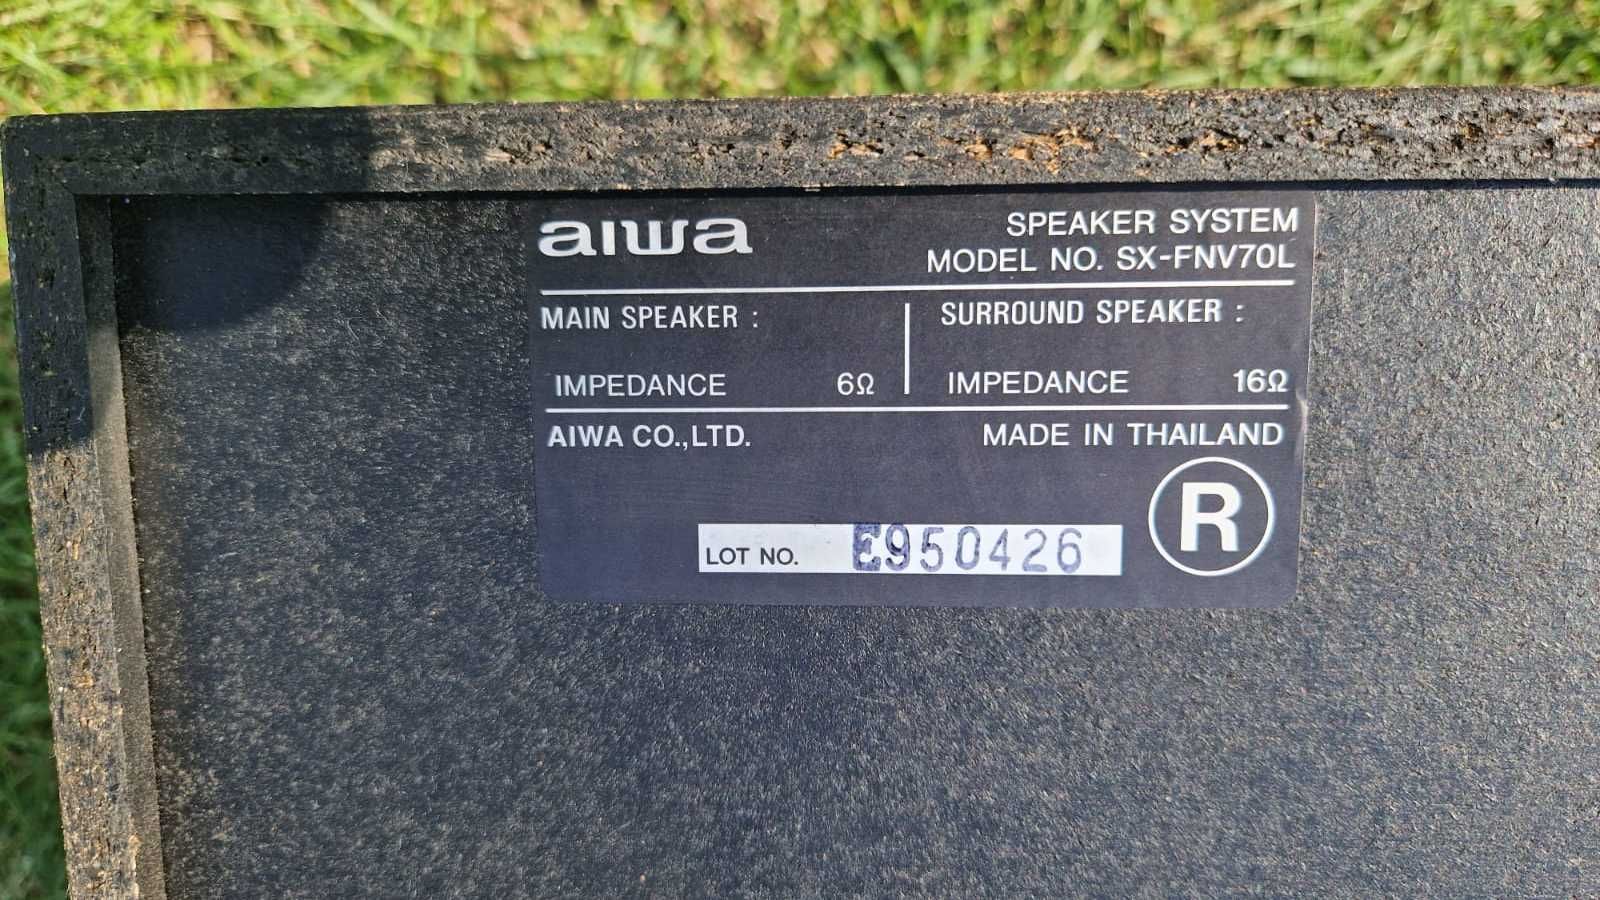 aiwa
SPEAKER SYSTEM
MODEL NO. SX-FNV70L
MAIN SPEAKER :
IMPEDANCE 6Ω
SURROUND SPEAKER :
IMPEDANCE 16Ω
AIWA CO.,LTD.
MADE IN THAILAND
R
LOT NO. E950426